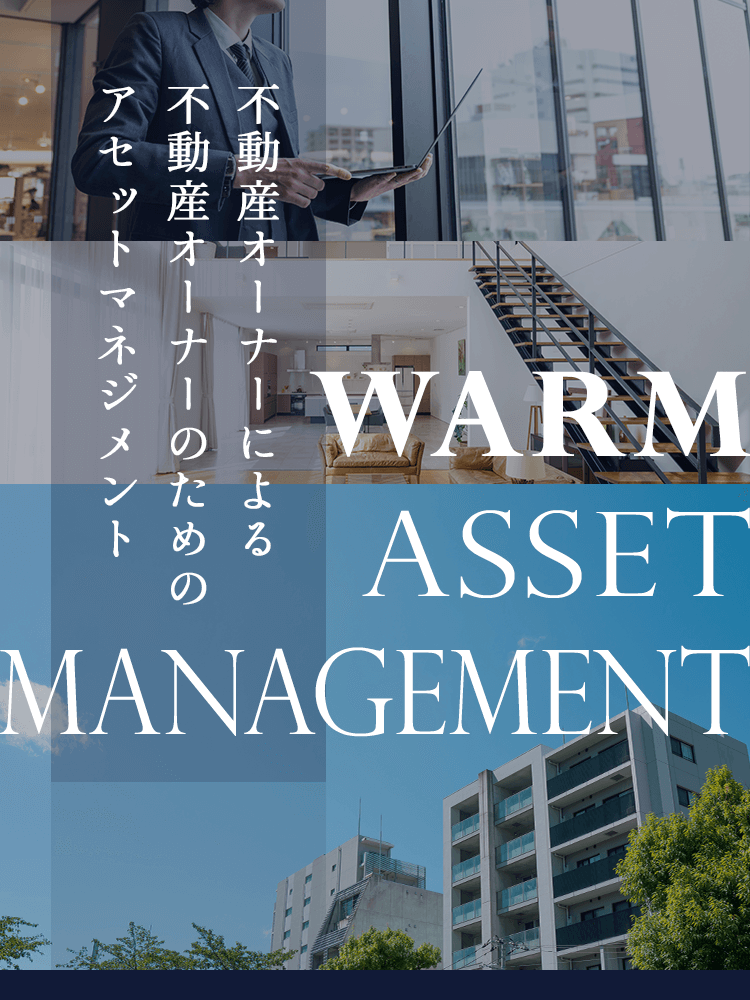 不動産オーナーによる
不動産オーナーのための
アセットマネジメント
WARM
ASSET
MANAGEMENT